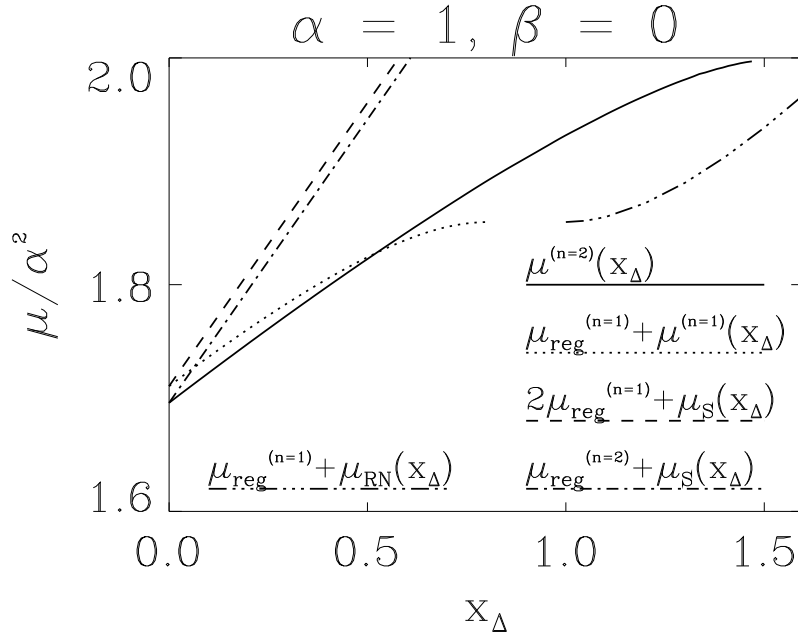 α = 1, β = 0
μ/α²
2.0
1.8
1.6
μ⁽ⁿ⁼²⁾(x_Δ)
μ_reg⁽ⁿ⁼¹⁾+μ⁽ⁿ⁼¹⁾(x_Δ)
2μ_reg⁽ⁿ⁼¹⁾+μ_S(x_Δ)
μ_reg⁽ⁿ⁼¹⁾+μ_RN(x_Δ)
μ_reg⁽ⁿ⁼²⁾+μ_S(x_Δ)
0.0 0.5 1.0 1.5
x_Δ